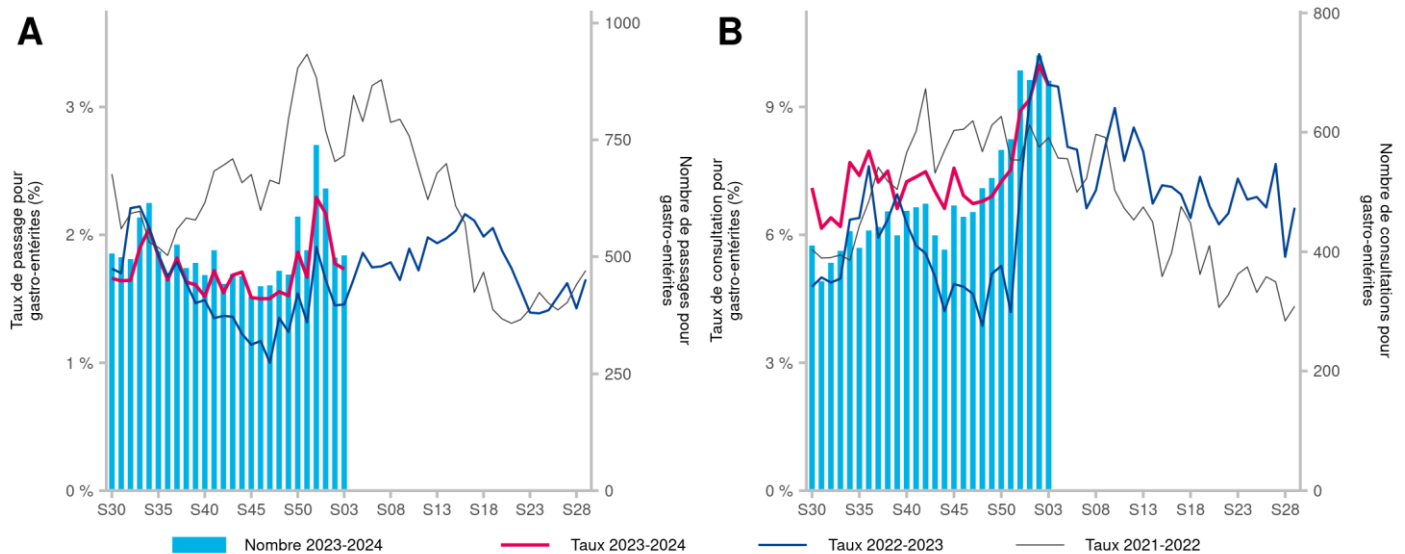 A
Taux de passage pour
gastro-entérites (%)
3 %
2 %
1 %
0 %
1000
750
500
250
0
Nombre de passages pour
gastro-entérites
S30 S35 S40 S45 S50 S03 S08 S13 S18 S23 S28
B
Taux de consultation pour
gastro-entérites (%)
9 %
6 %
3 %
0 %
800
600
400
200
0
Nombre de consultations pour
gastro-entérites
S30 S35 S40 S45 S50 S03 S08 S13 S18 S23 S28
Nombre 2023-2024 Taux 2023-2024 Taux 2022-2023 Taux 2021-2022